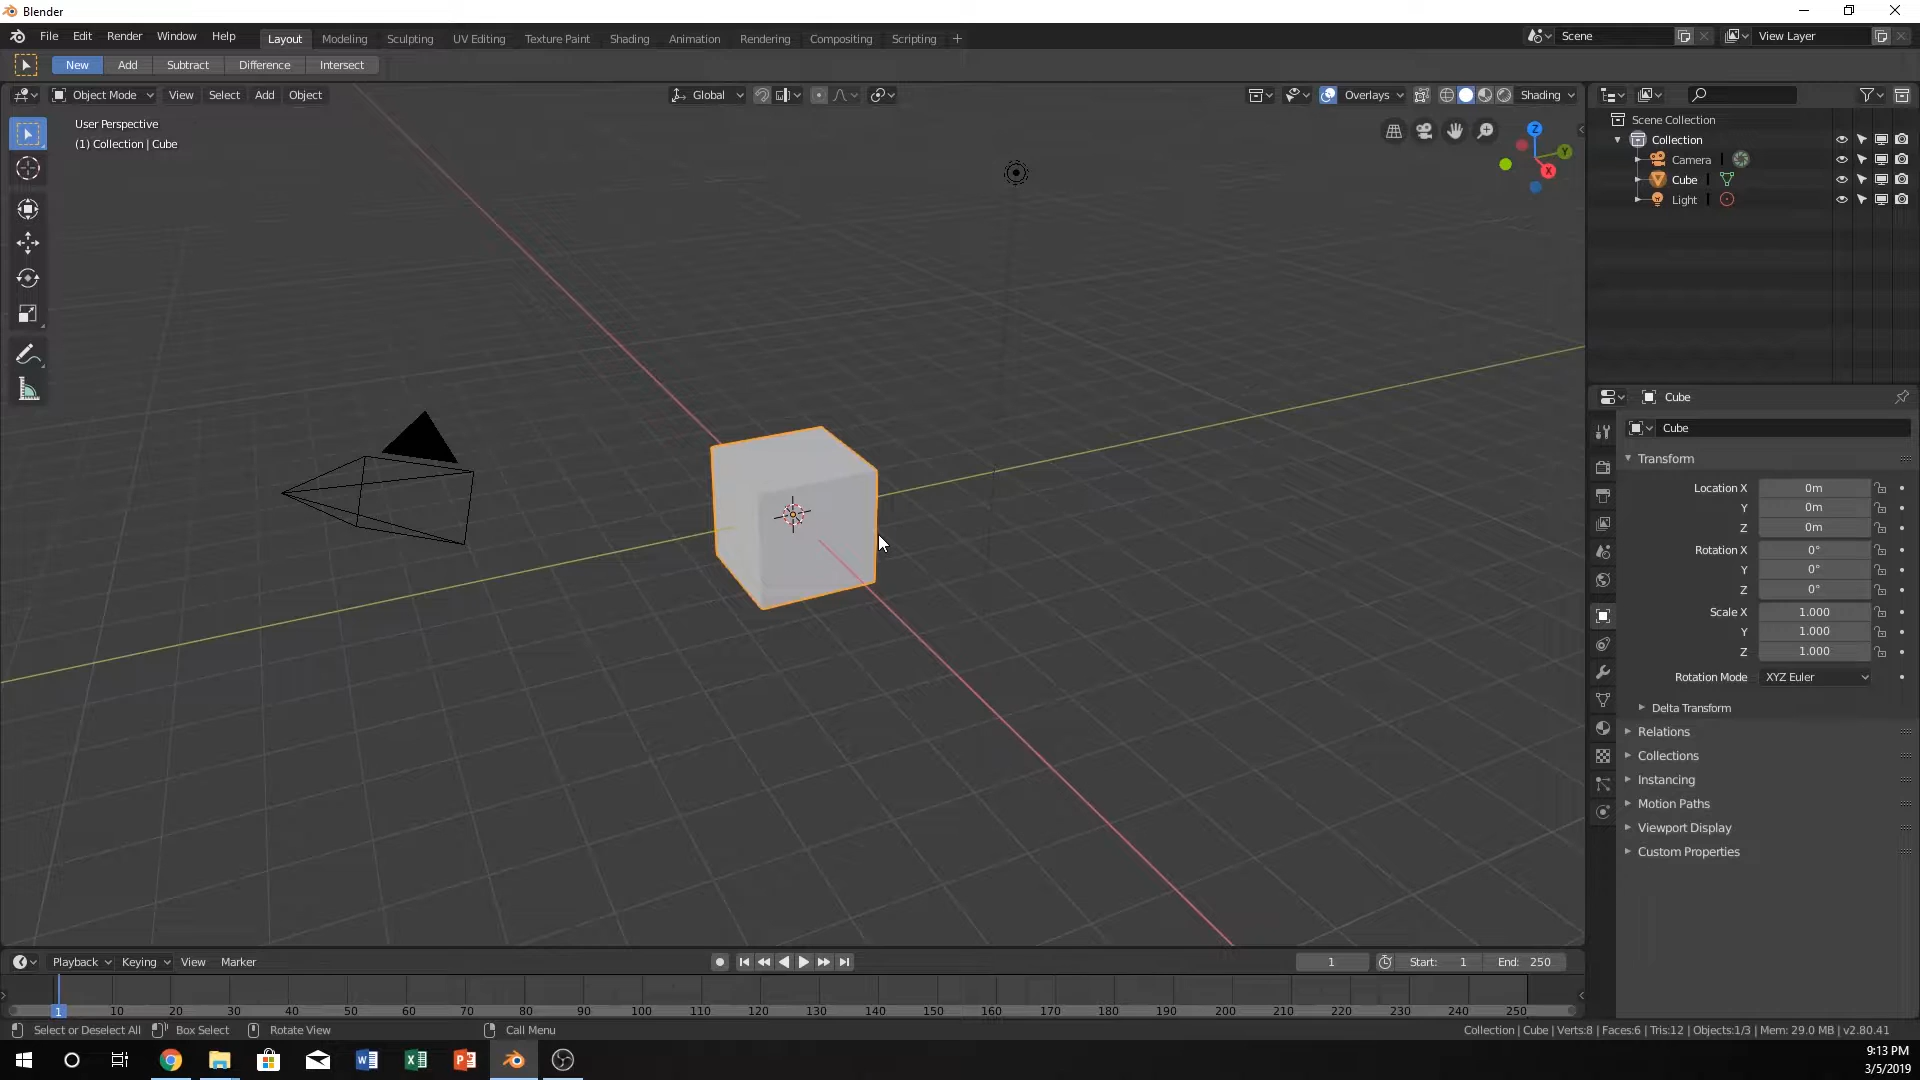 Blender
File Edit Render Window Help Layout Modeling Sculpting UV Editing Texture Paint Shading Animation Rendering Compositing Scripting + Scene View Layer
New Add Subtract Difference Intersect
Object Mode View Select Add Object Global Overlays Shading
User Perspective
(1) Collection | Cube
Z
Y
X
Scene Collection
Collection
Camera
Cube
Light
Cube
Cube
Transform
Location X 0m
Y 0m
Z 0m
Rotation X 0°
Y 0°
Z 0°
Scale X 1.000
Y 1.000
Z 1.000
Rotation Mode XYZ Euler
Delta Transform
Relations
Collections
Instancing
Motion Paths
Viewport Display
Custom Properties
Playback Keying View Marker 1 Start: 1 End: 250
1 10 20 30 40 50 60 70 80 90 100 110 120 130 140 150 160 170 180 190 200 210 220 230 240 250
Select or Deselect All Box Select Rotate View Call Menu Collection | Cube | Verts:8 | Faces:6 | Tris:12 | Objects:1/3 | Mem: 29.0 MB | v2.80.41
9:13 PM
3/5/2019